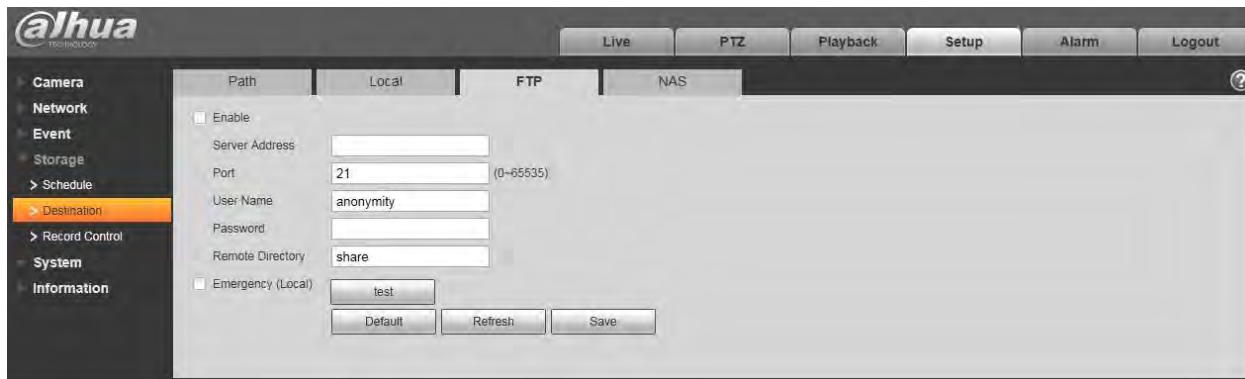 alhua
TECHNOLOGY
Live PTZ Playback Setup Alarm Logout
Camera
Network
Event
Storage
> Schedule
> Destination
> Record Control
System
Information
Path Local FTP NAS ?
Enable
Server Address
Port 21 (0~65535)
User Name anonymity
Password
Remote Directory share
Emergency (Local) test
Default Refresh Save